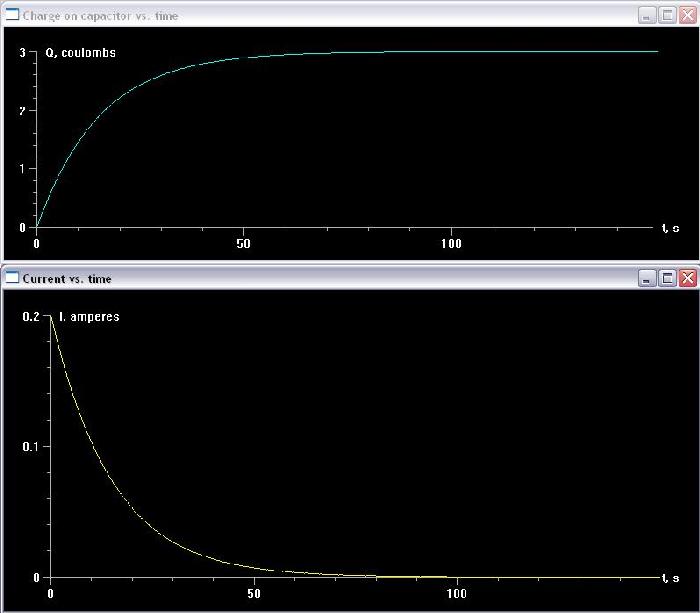 Charge on capacitor vs. time
3 Q, coulombs
2
1
0
0 50 100 t, s
Current vs. time
0.2 I, amperes
0.1
0
0 50 100 t, s